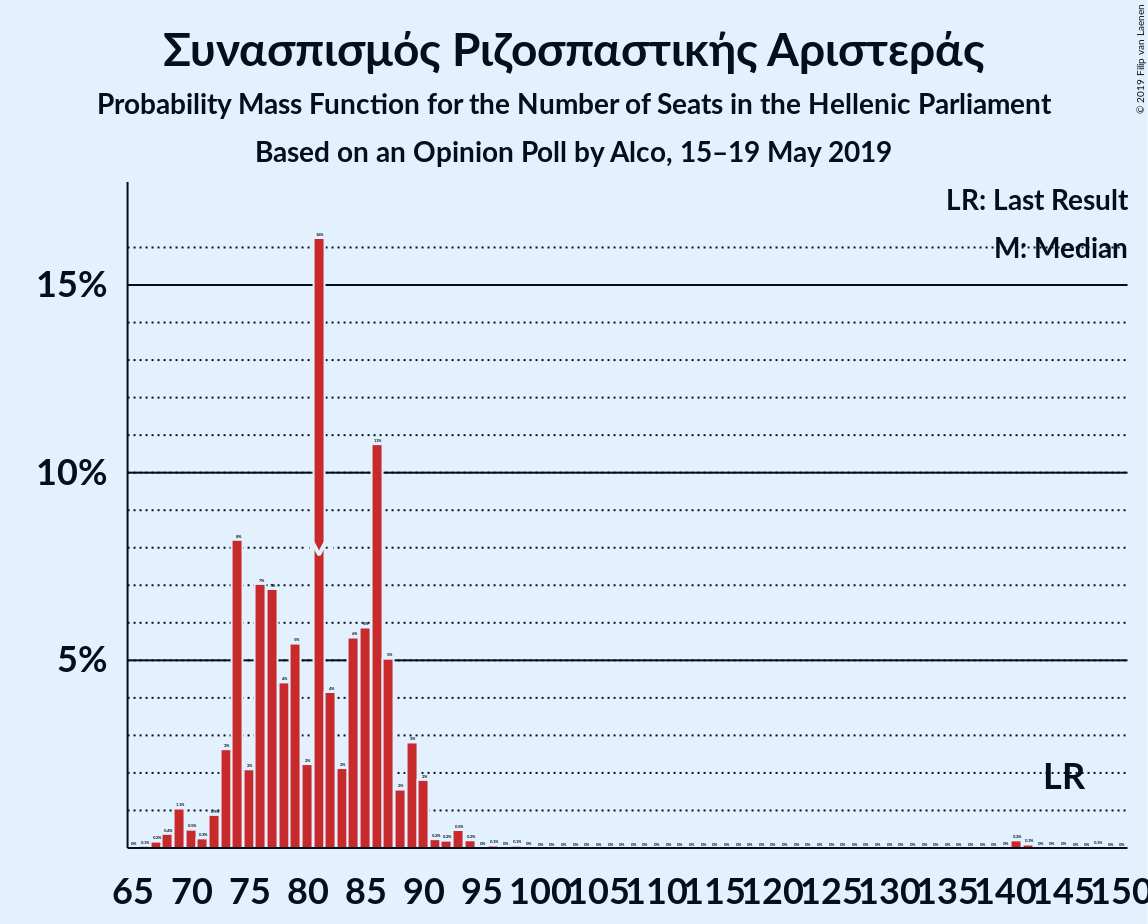 Συνασπισμός Ριζοσπαστικής Αριστεράς
Probability Mass Function for the Number of Seats in the Hellenic Parliament
Based on an Opinion Poll by Alco, 15–19 May 2019
© 2019 Filip van Laenen
LR: Last Result
M: Median
15%
10%
5%
LR
65 70 75 80 85 90 95 100 105 110 115 120 125 130 135 140 145 150